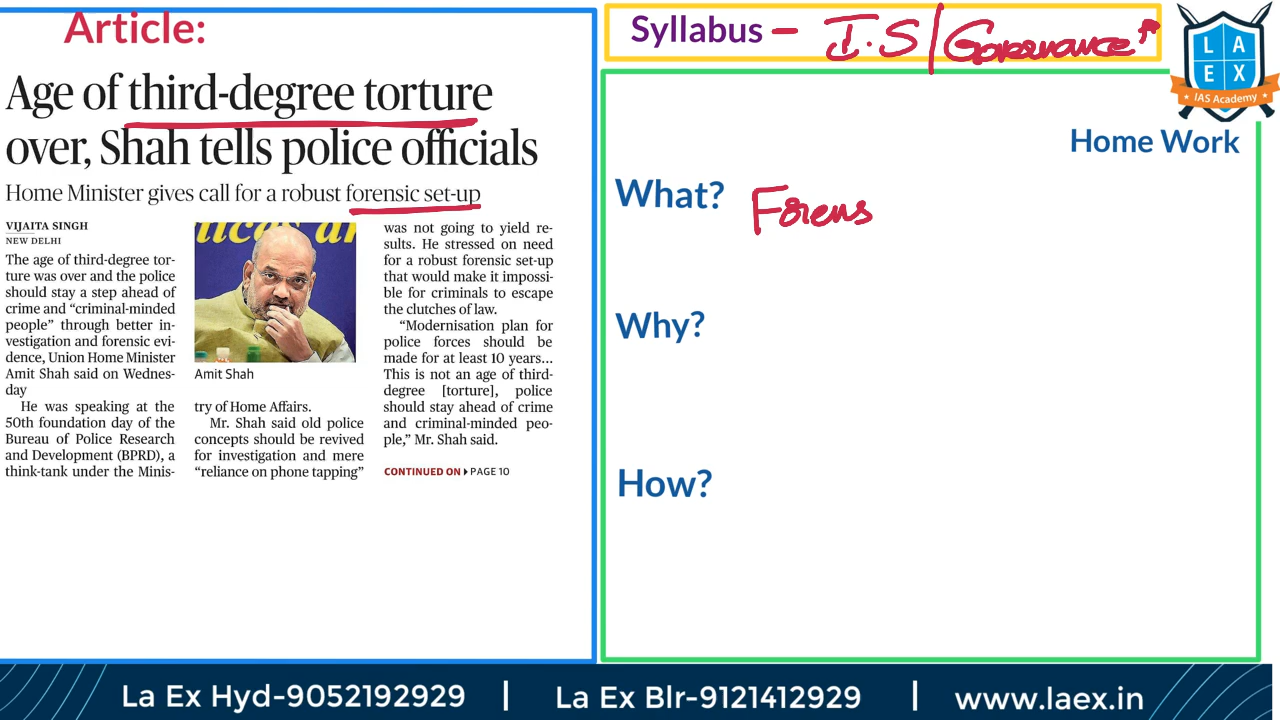 Article:
Age of third-degree torture
over, Shah tells police officials
Home Minister gives call for a robust forensic set-up
VIJAITA SINGH
NEW DELHI
The age of third-degree tor-
ture was over and the police
should stay a step ahead of
crime and “criminal-minded
people” through better in-
vestigation and forensic evi-
dence, Union Home Minister
Amit Shah said on Wednes-
day
He was speaking at the
50th foundation day of the
Bureau of Police Research
and Development (BPRD), a
think-tank under the Minis-
Amit Shah
try of Home Affairs.
Mr. Shah said old police
concepts should be revived
for investigation and mere
“reliance on phone tapping”
was not going to yield re-
sults. He stressed on need
for a robust forensic set-up
that would make it impossi-
ble for criminals to escape
the clutches of law.
“Modernisation plan for
police forces should be
made for at least 10 years...
This is not an age of third-
degree [torture], police
should stay ahead of crime
and criminal-minded peo-
ple,” Mr. Shah said.
CONTINUED ON PAGE 10
Syllabus - I.S | Governance
L A
E X
IAS Academy
Home Work
What? Forens
Why?
How?
La Ex Hyd-9052192929 | La Ex Blr-9121412929 | www.laex.in